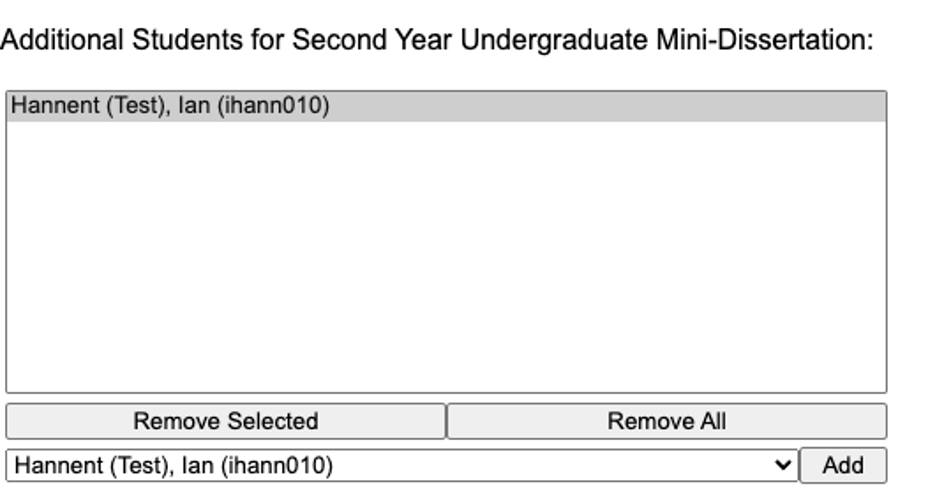 Additional Students for Second Year Undergraduate Mini-Dissertation:
Hannent (Test), Ian (ihann010)
Remove Selected
Remove All
Hannent (Test), Ian (ihann010)
Add